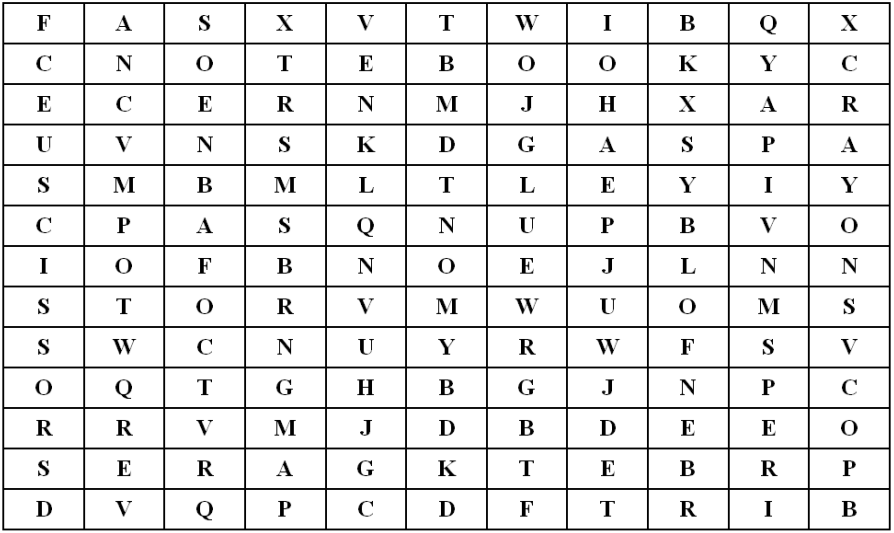 F A S X V T W I B Q X
C N O T E B O O K Y C
E C E R N M J H X A R
U V N S K D G A S P A
S M B M L T L E Y I Y
C P A S Q N U P B V O
I O F B N O E J L N N
S T O R V M W U O M S
S W C N U Y R W F S V
O Q T G H B G J N P C
R R V M J D B D E E O
S E R A G K T E B R P
D V Q P C D F T R I B